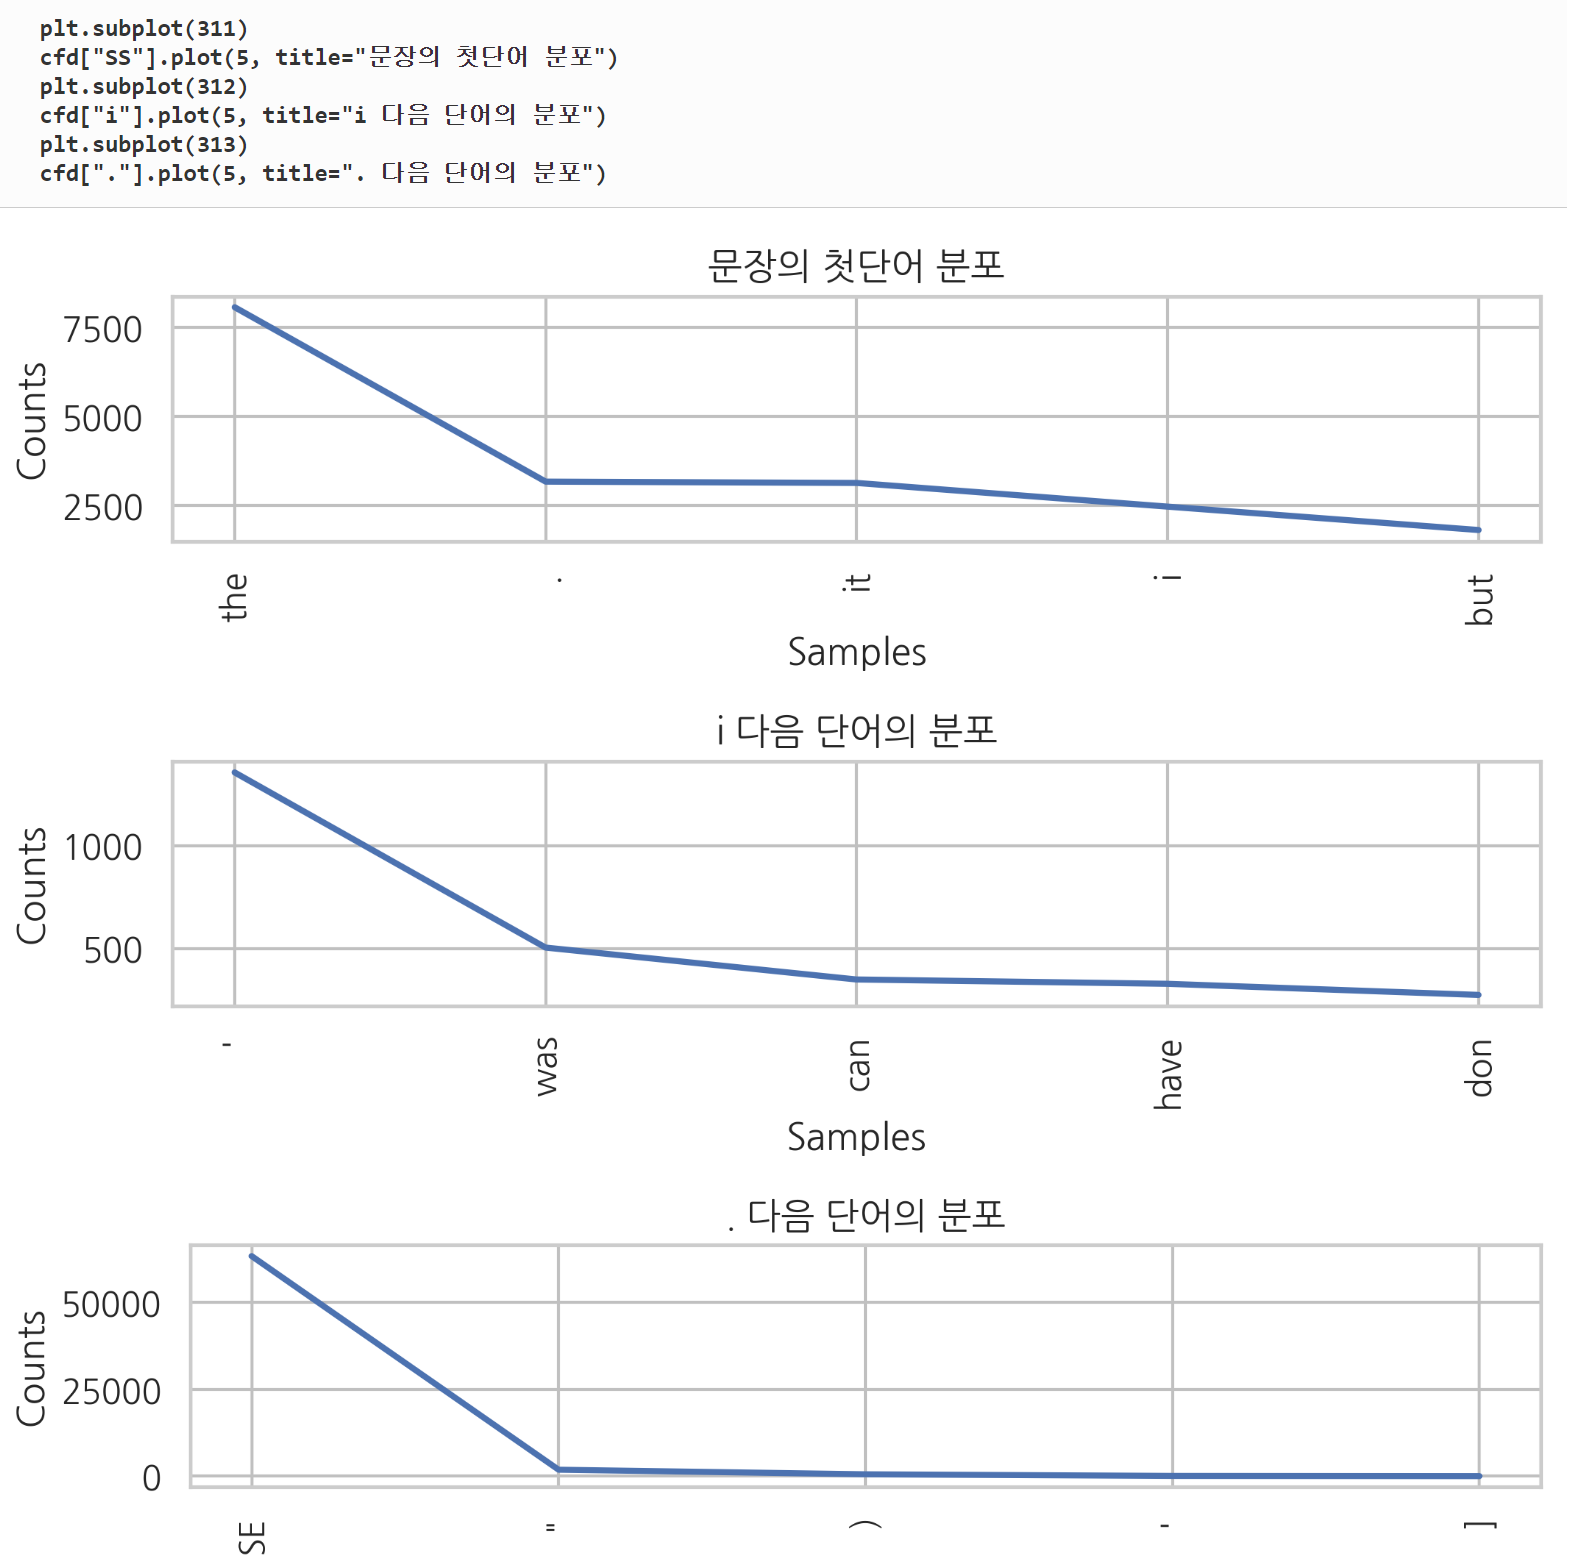 plt.subplot(311)
cfd["SS"].plot(5, title="문장의 첫단어 분포")
plt.subplot(312)
cfd["i"].plot(5, title="i 다음 단어의 분포")
plt.subplot(313)
cfd["."].plot(5, title=". 다음 단어의 분포")
문장의 첫단어 분포
7500
5000
2500
Counts
the . it i but
Samples
i 다음 단어의 분포
1000
500
Counts
- was can have don
Samples
. 다음 단어의 분포
50000
25000
0
Counts
SE " ) - ]